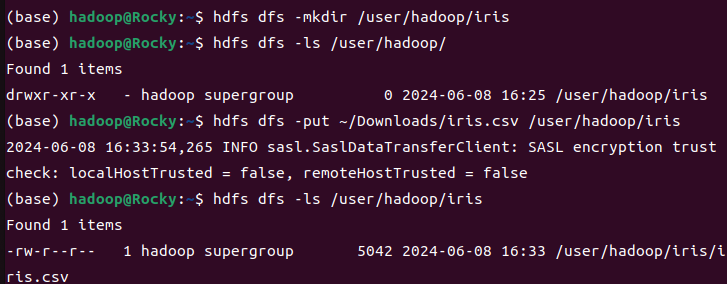 (base) hadoop@Rocky:~$ hdfs dfs -mkdir /user/hadoop/iris
(base) hadoop@Rocky:~$ hdfs dfs -ls /user/hadoop/
Found 1 items
drwxr-xr-x   - hadoop supergroup          0 2024-06-08 16:25 /user/hadoop/iris
(base) hadoop@Rocky:~$ hdfs dfs -put ~/Downloads/iris.csv /user/hadoop/iris
2024-06-08 16:33:54,265 INFO sasl.SaslDataTransferClient: SASL encryption trust
check: localHostTrusted = false, remoteHostTrusted = false
(base) hadoop@Rocky:~$ hdfs dfs -ls /user/hadoop/iris
Found 1 items
-rw-r--r--   1 hadoop supergroup       5042 2024-06-08 16:33 /user/hadoop/iris/i
ris.csv